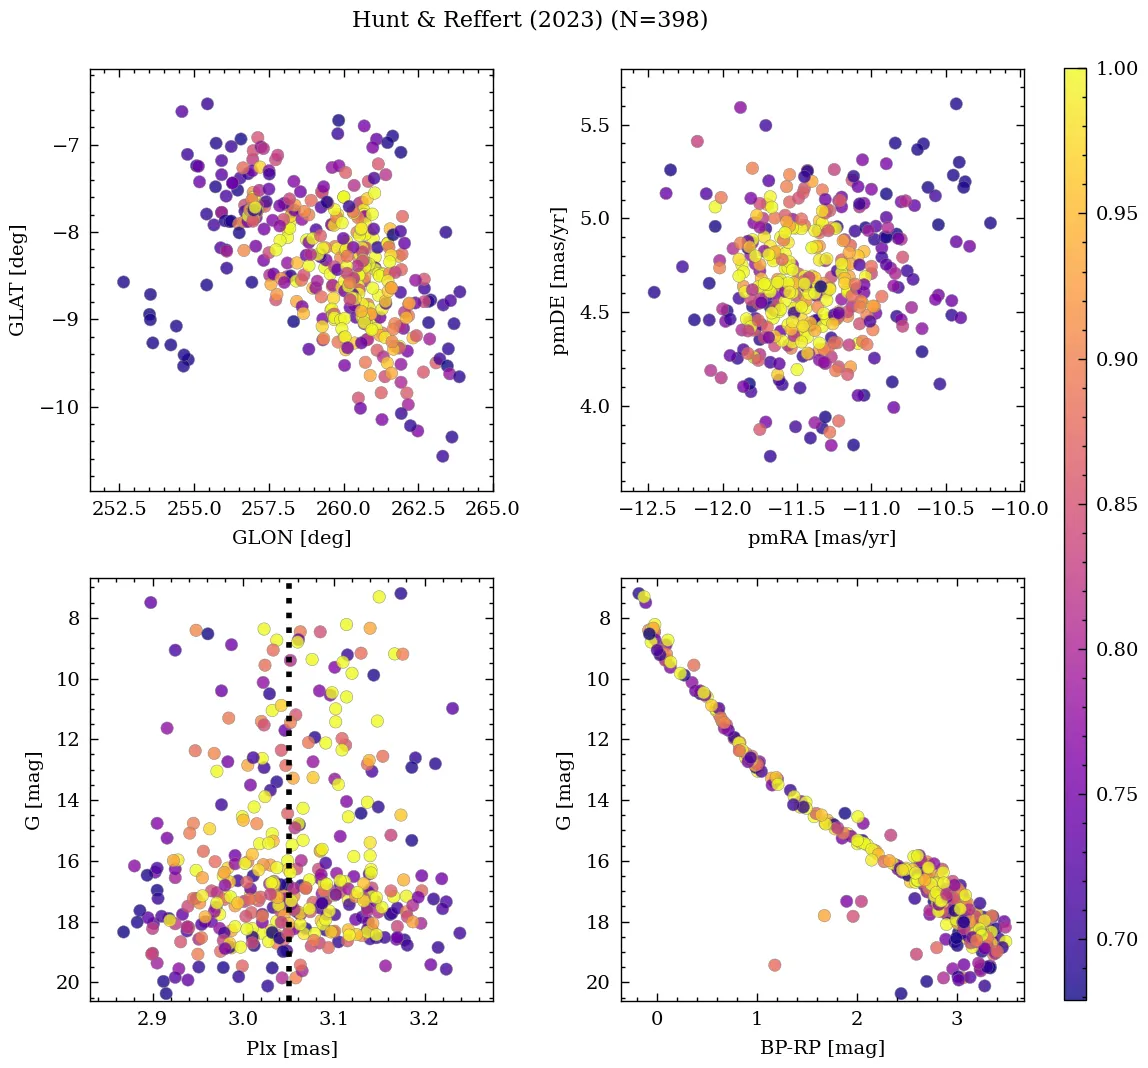 Hunt & Reffert (2023) (N=398)
−7
−8
−9
−10
GLAT [deg]
252.5 255.0 257.5 260.0 262.5 265.0
GLON [deg]
5.5
5.0
4.5
4.0
pmDE [mas/yr]
−12.5 −12.0 −11.5 −11.0 −10.5 −10.0
pmRA [mas/yr]
8
10
12
14
16
18
20
G [mag]
2.9 3.0 3.1 3.2
Plx [mas]
8
10
12
14
16
18
20
G [mag]
0 1 2 3
BP-RP [mag]
1.00
0.95
0.90
0.85
0.80
0.75
0.70